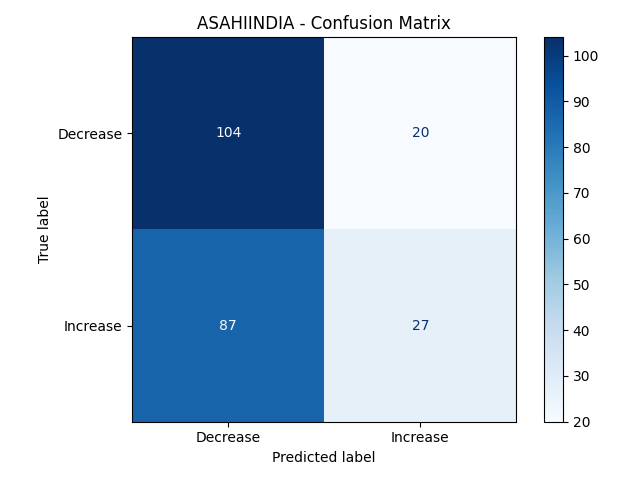 ASAHIINDIA - Confusion Matrix
True label
Decrease
104
20
Increase
87
27
Decrease
Increase
Predicted label
100
90
80
70
60
50
40
30
20